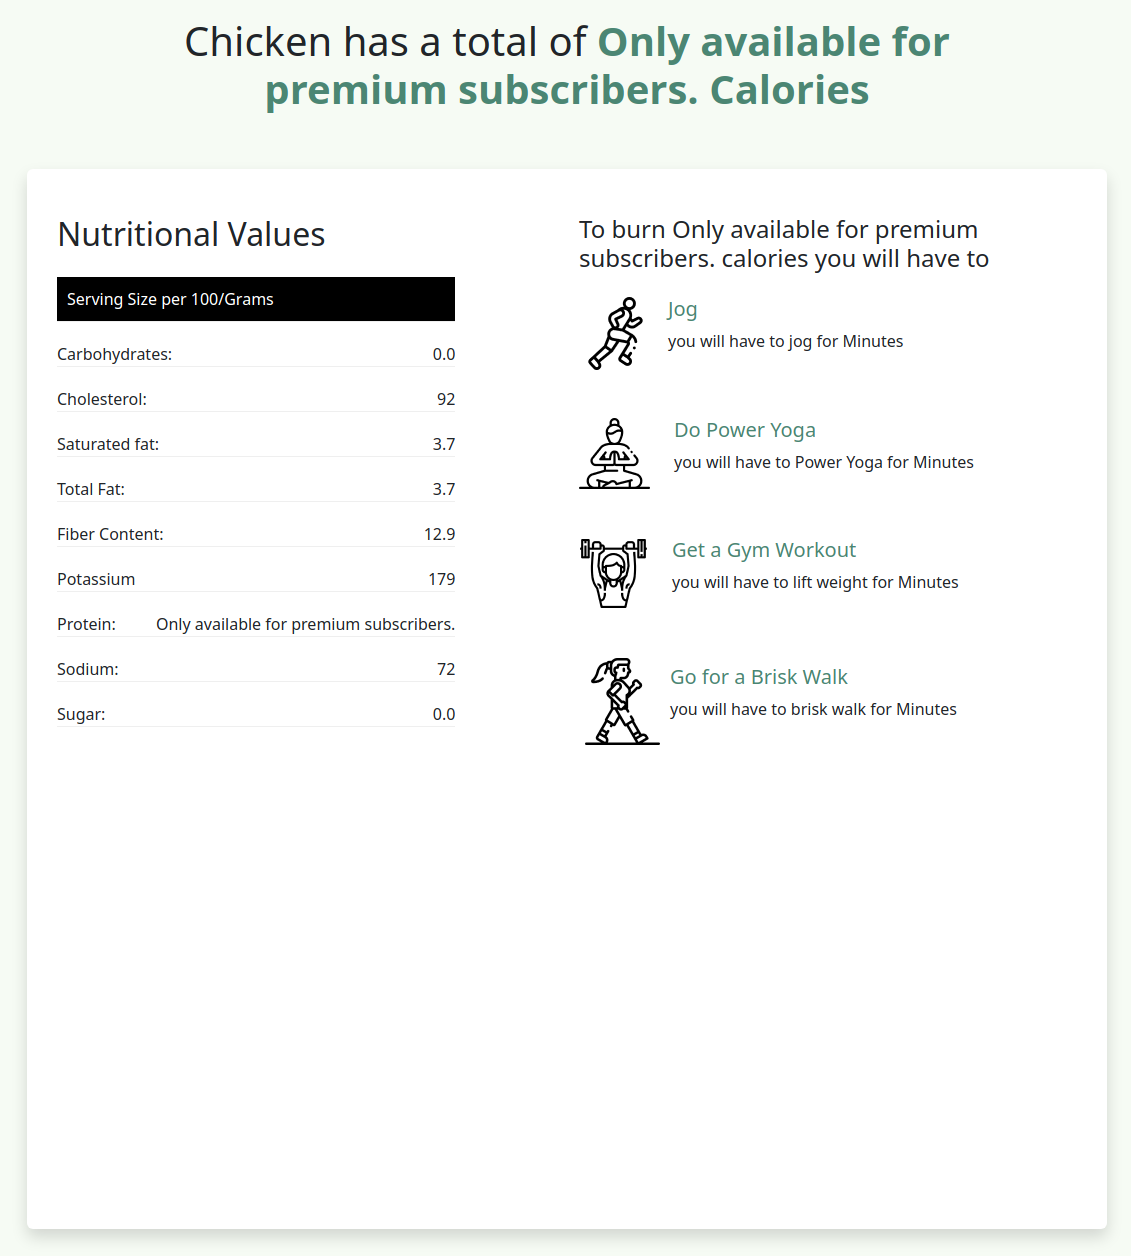 Chicken has a total of Only available for
premium subscribers. Calories
Nutritional Values
Serving Size per 100/Grams
Carbohydrates: 0.0
Cholesterol: 92
Saturated fat: 3.7
Total Fat: 3.7
Fiber Content: 12.9
Potassium 179
Protein: Only available for premium subscribers.
Sodium: 72
Sugar: 0.0
To burn Only available for premium
subscribers. calories you will have to
Jog
you will have to jog for Minutes
Do Power Yoga
you will have to Power Yoga for Minutes
Get a Gym Workout
you will have to lift weight for Minutes
Go for a Brisk Walk
you will have to brisk walk for Minutes